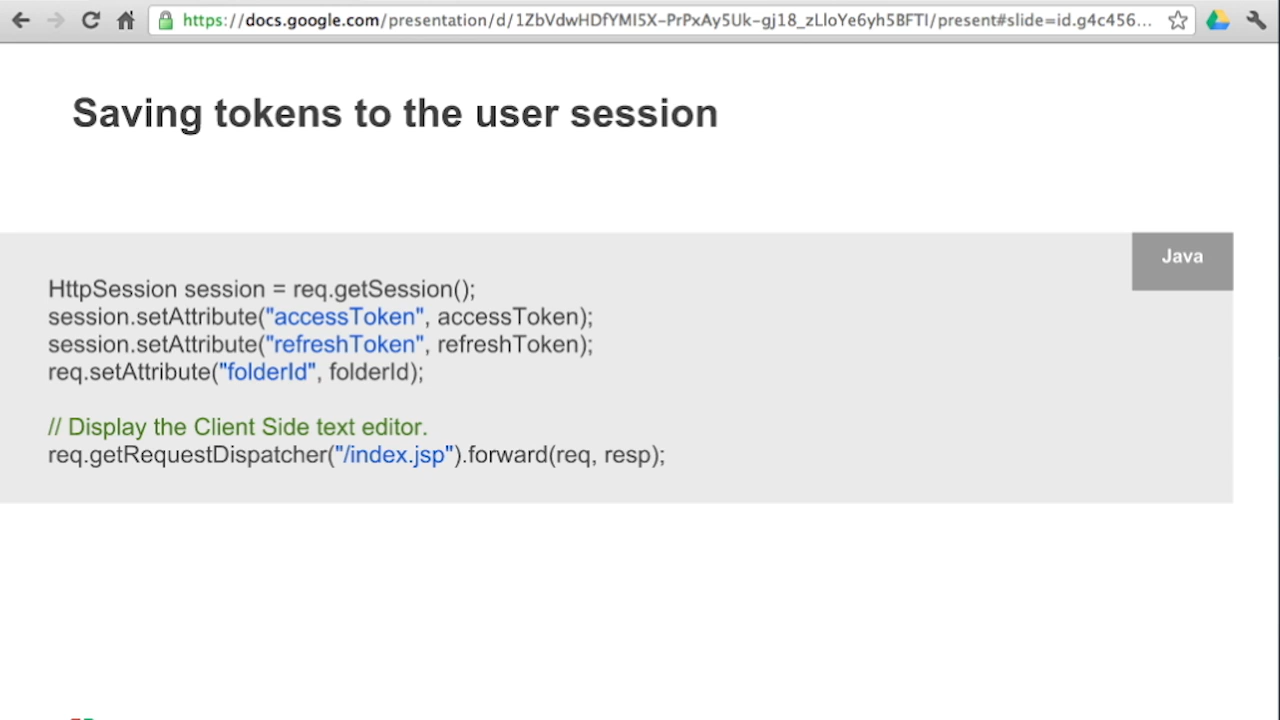 https://docs.google.com/presentation/d/1ZbVdwHDfYMI5X-PrPxAy5Uk-gj18_zLloYe6yh5BFTI/present#slide=id.g4c456...
Saving tokens to the user session
Java
HttpSession session = req.getSession();
session.setAttribute("accessToken", accessToken);
session.setAttribute("refreshToken", refreshToken);
req.setAttribute("folderId", folderId);
// Display the Client Side text editor.
req.getRequestDispatcher("/index.jsp").forward(req, resp);